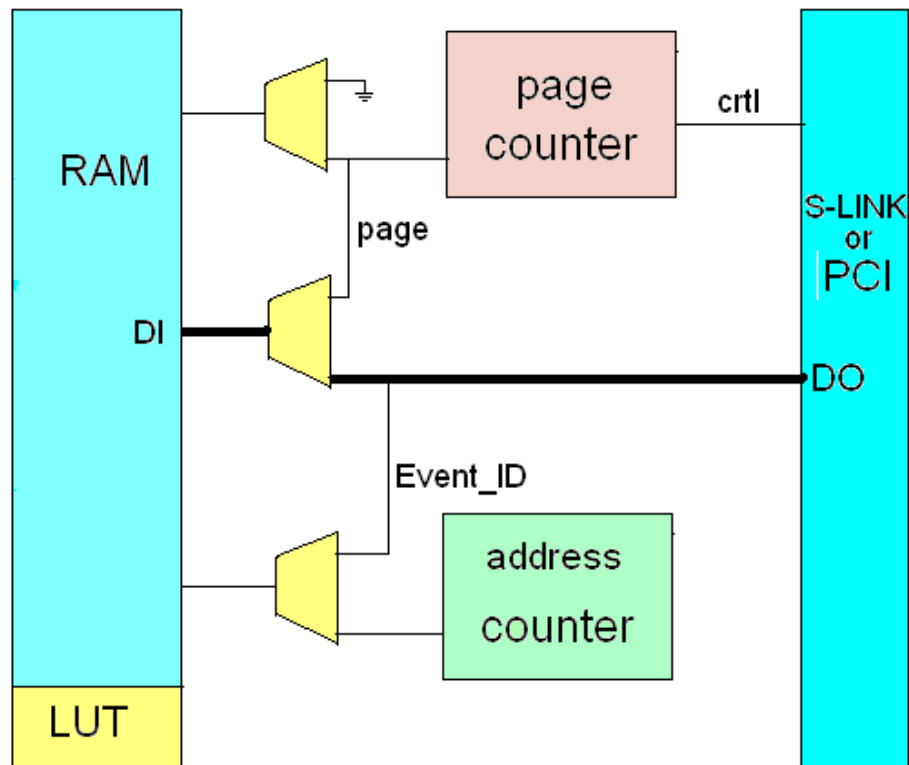 RAM
page
counter
crtl
S-LINK
or
PCI
page
DI
DO
Event_ID
address
counter
LUT